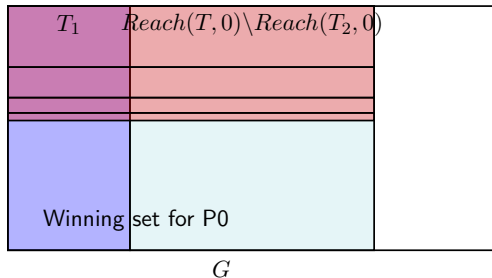 T₁ Reach(T, 0)\Reach(T₂, 0)
Winning set for P0
G